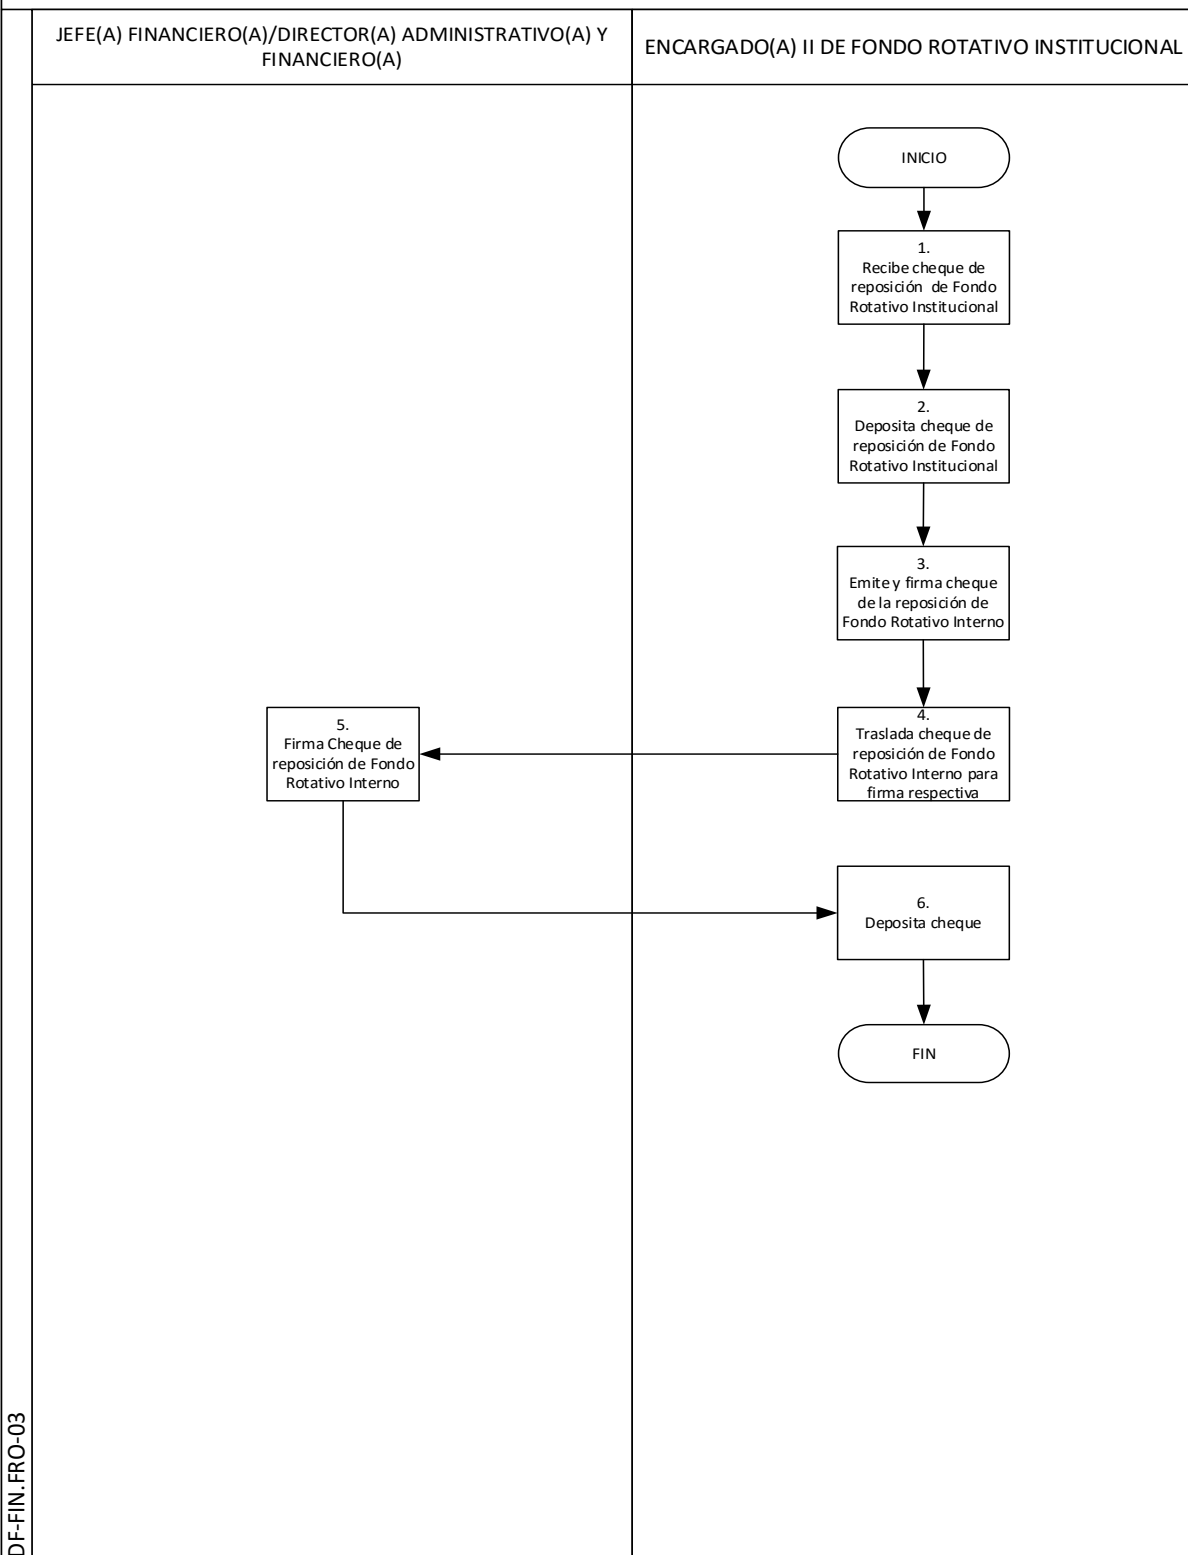 JEFE(A) FINANCIERO(A)/DIRECTOR(A) ADMINISTRATIVO(A) Y
FINANCIERO(A)
ENCARGADO(A) II DE FONDO ROTATIVO INSTITUCIONAL
INICIO
1.
Recibe cheque de
reposición de Fondo
Rotativo Institucional
2.
Deposita cheque de
reposición de Fondo
Rotativo Institucional
3.
Emite y firma cheque
de la reposición de
Fondo Rotativo Interno
4.
Traslada cheque de
reposición de Fondo
Rotativo Interno para
firma respectiva
5.
Firma Cheque de
reposición de Fondo
Rotativo Interno
6.
Deposita cheque
FIN
DF-FIN.FRO-03